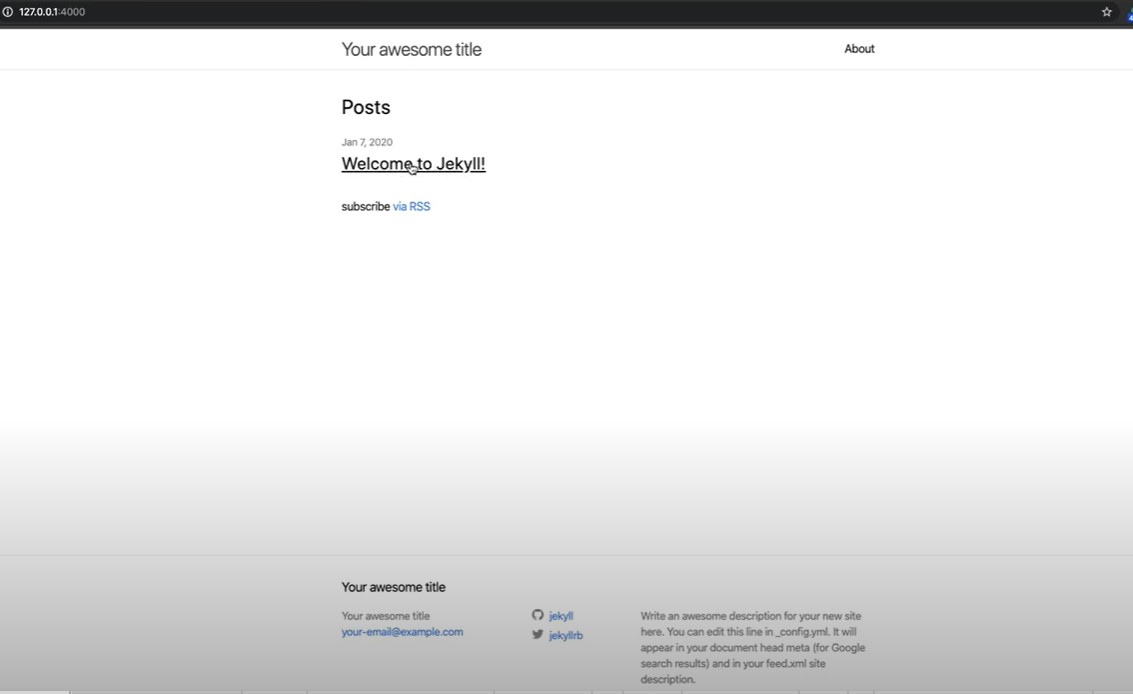 127.0.0.1:4000
Your awesome title
About
Posts
Jan 7, 2020
Welcome to Jekyll!
subscribe via RSS
Your awesome title
Your awesome title
your-email@example.com
jekyll
jekyllrb
Write an awesome description for your new site
here. You can edit this line in _config.yml. It will
appear in your document head meta (for Google
search results) and in your feed.xml site
description.